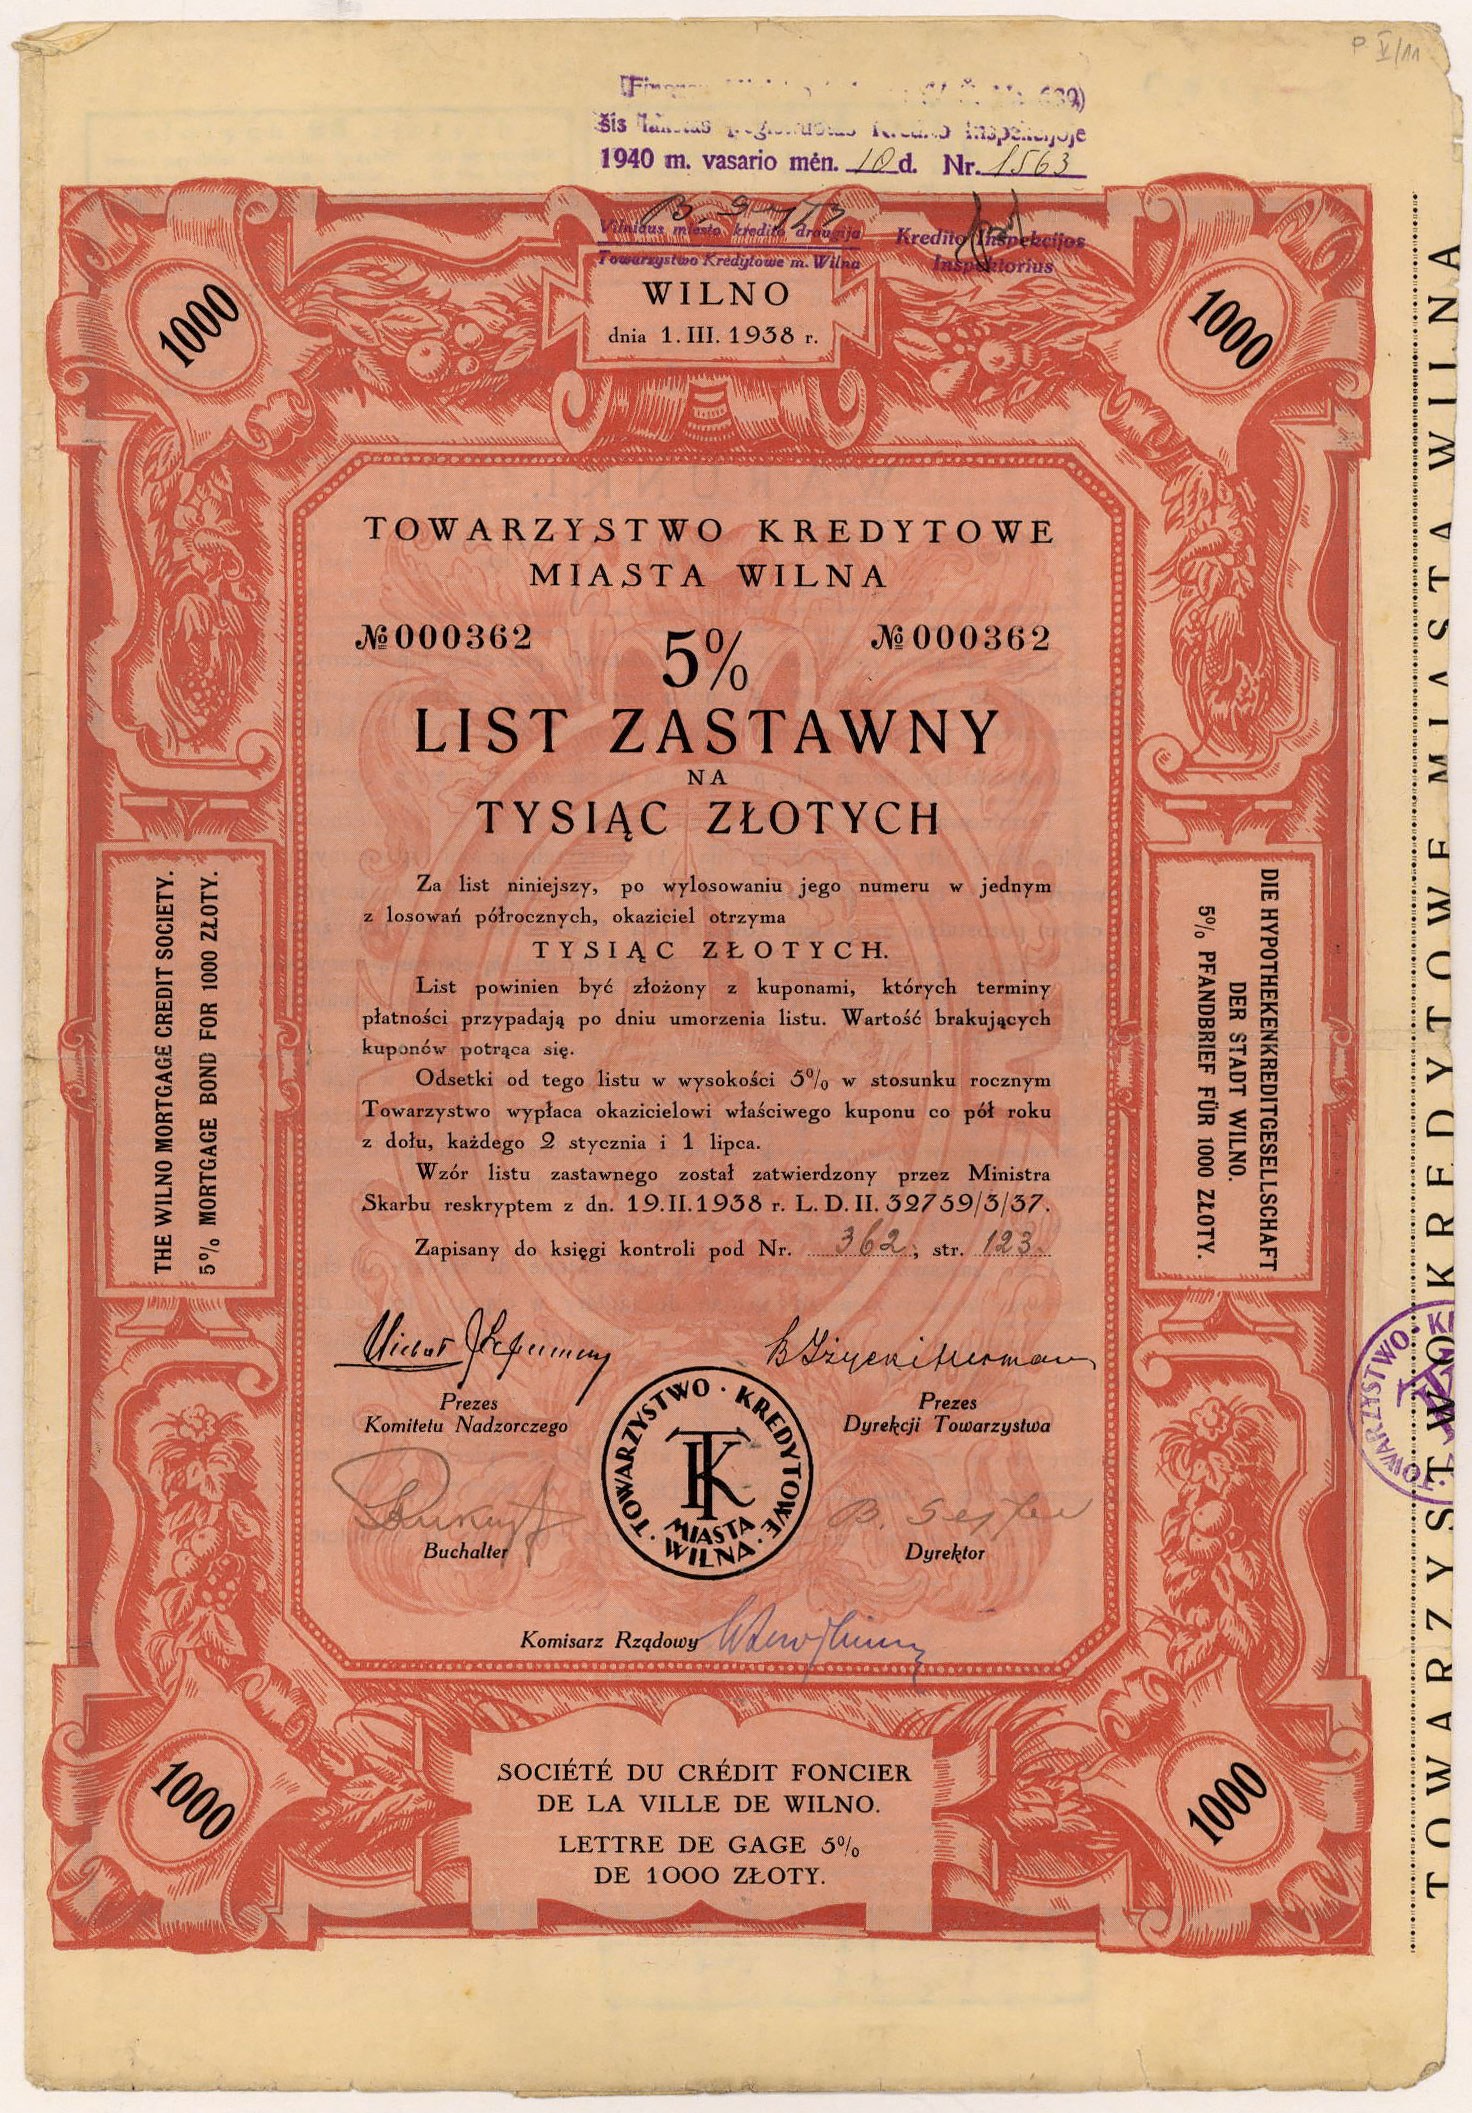 P V/11
šis lakštas registruotas Kredito Inspekcijoje
1940 m. vasario mėn. 10 d. Nr. 1563
Vilniaus miesto kredito draugija
Towarzystwo Kredytowe m. Wilna
Kredito Inspekcijos
Inspektorius
WILNO
dnia 1. III. 1938 r.
1000
1000
TOWARZYSTWO KREDYTOWE
MIASTA WILNA
№ 000362
№ 000362
5%
LIST ZASTAWNY
NA
TYSIĄC ZŁOTYCH
Za list niniejszy, po wylosowaniu jego numeru w jednym
z losowań półrocznych, okaziciel otrzyma
TYSIĄC ZŁOTYCH.
List powinien być złożony z kuponami, których terminy
płatności przypadają po dniu umorzenia listu. Wartość brakujących
kuponów potrąca się.
Odsetki od tego listu w wysokości 5% w stosunku rocznym
Towarzystwo wypłaca okazicielowi właściwego kuponu co pół roku
z dołu, każdego 2 stycznia i 1 lipca.
Wzór listu zastawnego został zatwierdzony przez Ministra
Skarbu reskryptem z dn. 19.II.1938 r. L. D. II. 32759/3/37.
Zapisany do księgi kontroli pod Nr. 362, str. 123.
THE WILNO MORTGAGE CREDIT SOCIETY.
5% MORTGAGE BOND FOR 1000 ZŁOTY.
DIE HYPOTHEKENKREDITGESELLSCHAFT
DER STADT WILNO.
5% PFANDBRIEF FÜR 1000 ZŁOTY.
Prezes
Komitetu Nadzorczego
Prezes
Dyrekcji Towarzystwa
TOWARZYSTWO · KREDYTOWE ·
TK
MIASTA
WILNA
Buchalter
Dyrektor
Komisarz Rządowy
1000
1000
SOCIÉTÉ DU CRÉDIT FONCIER
DE LA VILLE DE WILNO.
LETTRE DE GAGE 5%
DE 1000 ZŁOTY.
TOWARZYSTWO KREDYTOWE MIASTA WILNA
TOWARZYSTWO